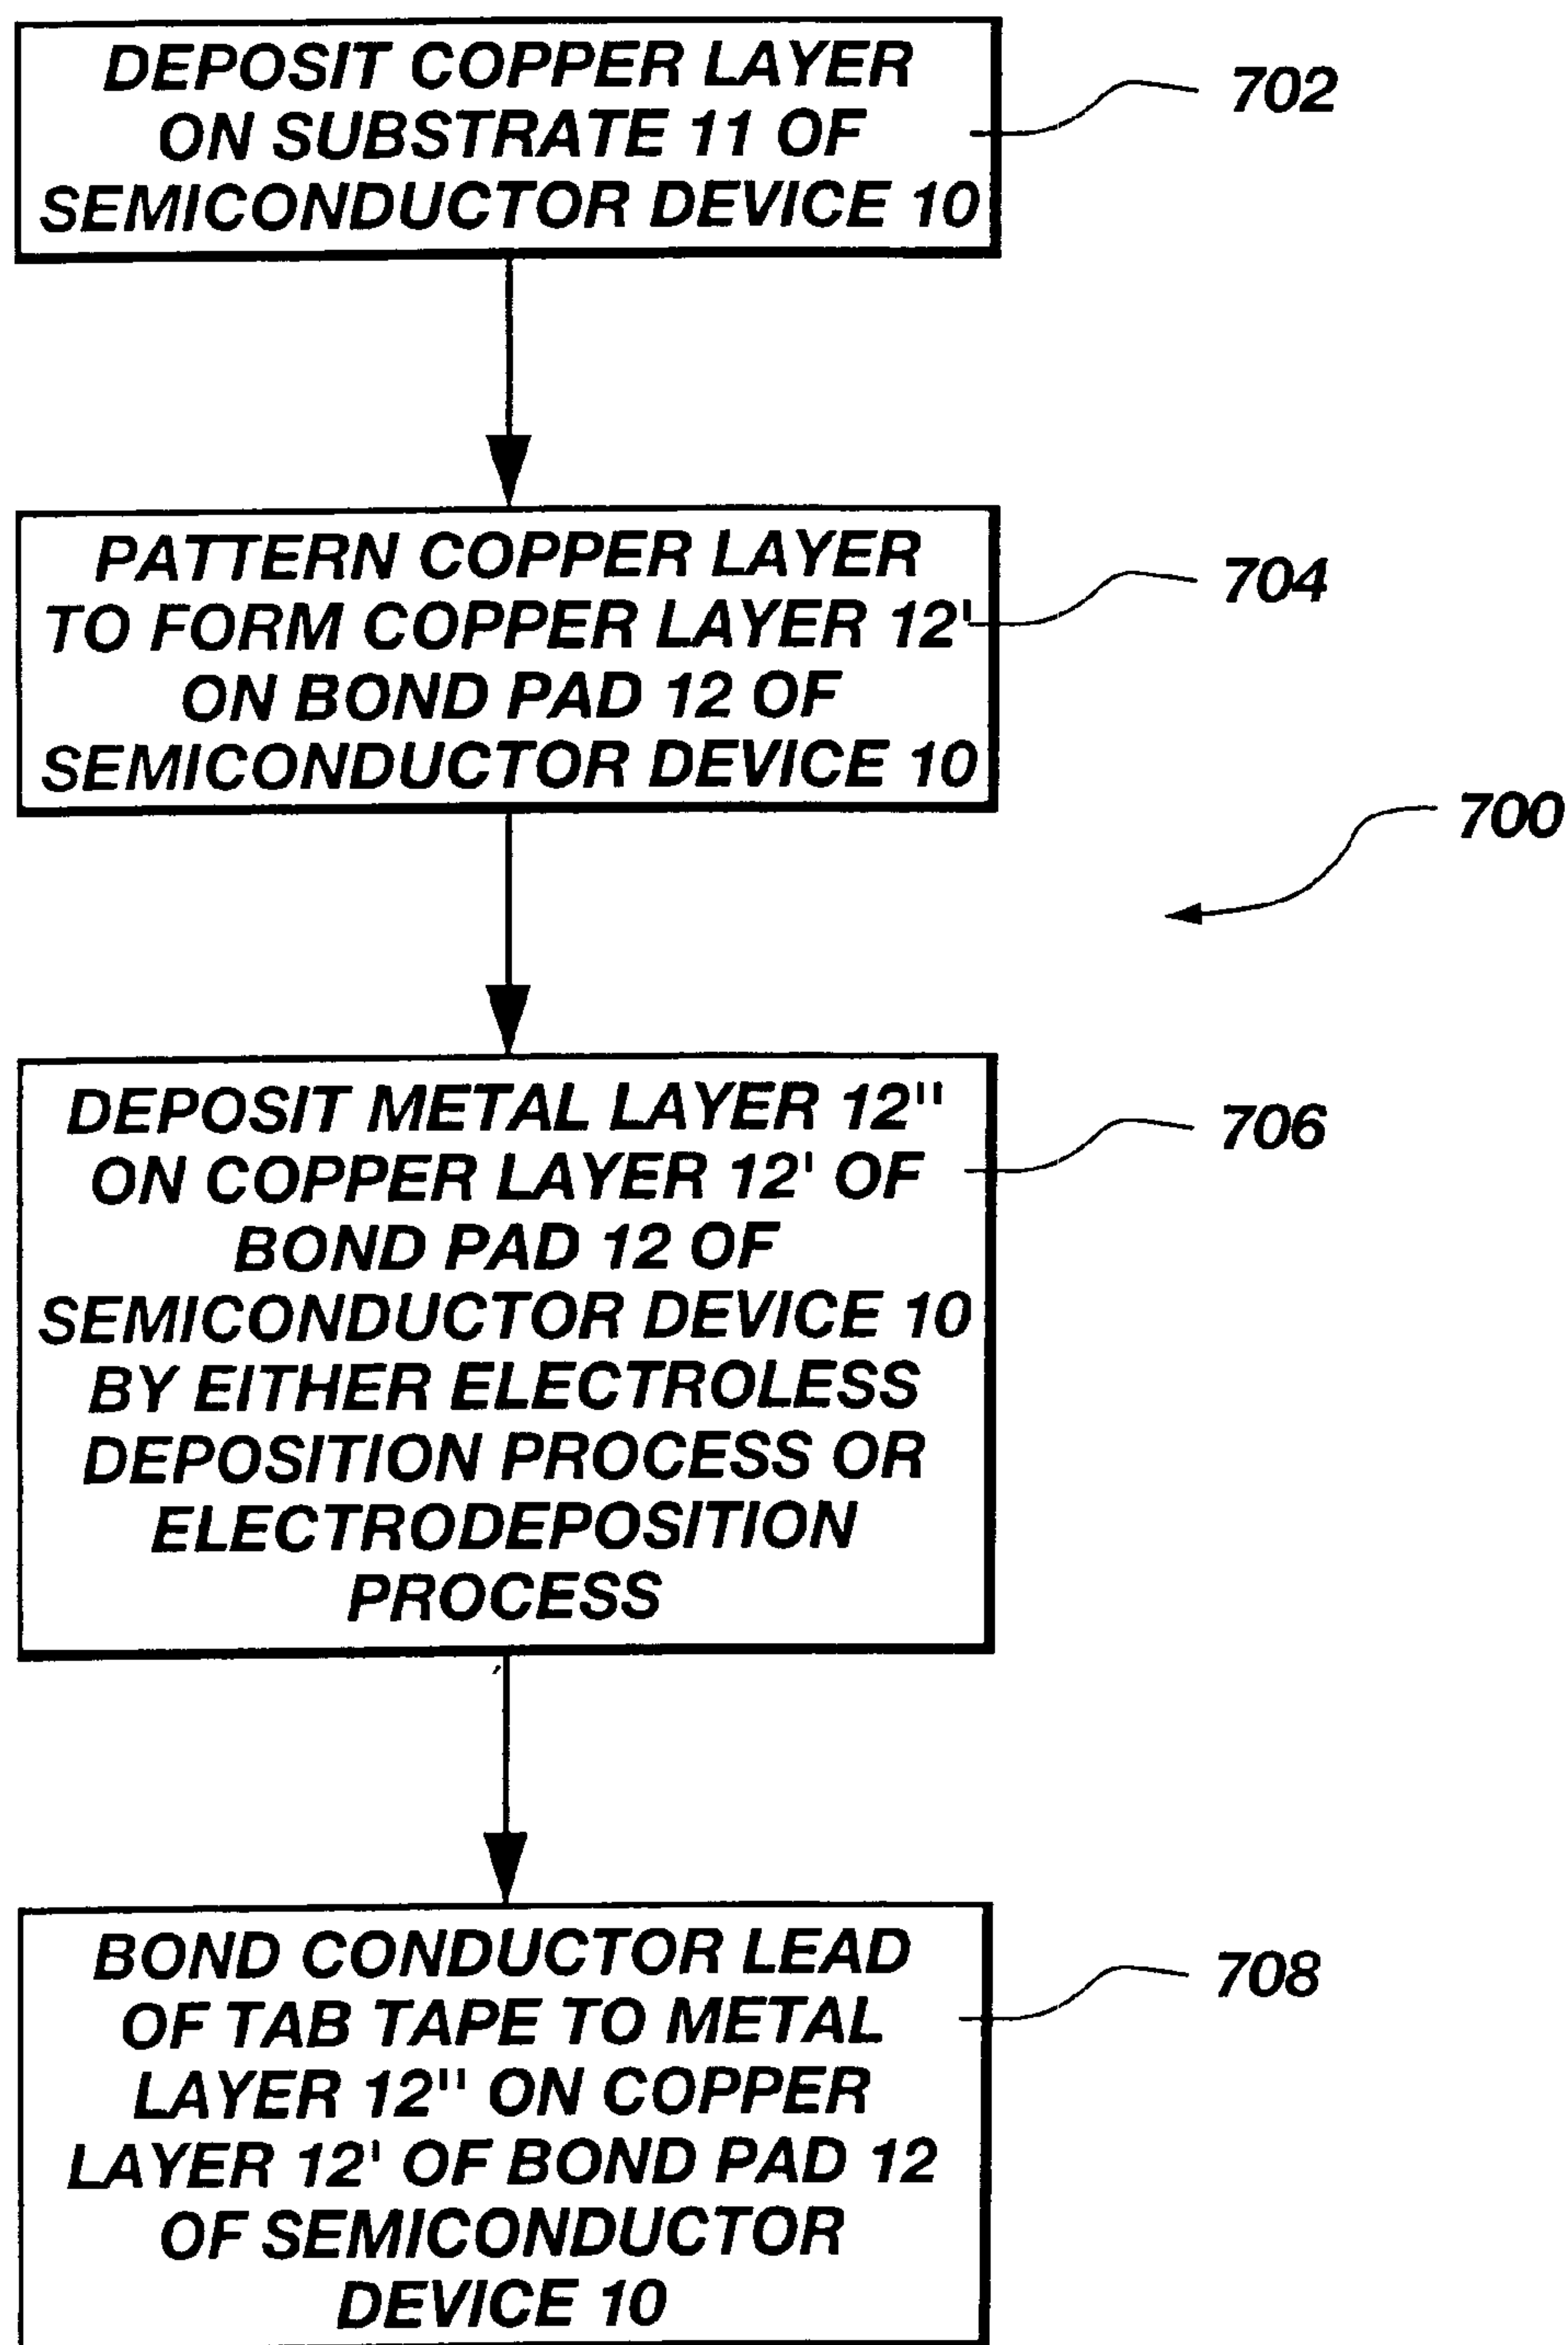 DEPOSIT COPPER LAYER
ON SUBSTRATE 11 OF
SEMICONDUCTOR DEVICE 10
702
PATTERN COPPER LAYER
TO FORM COPPER LAYER 12'
ON BOND PAD 12 OF
SEMICONDUCTOR DEVICE 10
704
700
DEPOSIT METAL LAYER 12"
ON COPPER LAYER 12' OF
BOND PAD 12 OF
SEMICONDUCTOR DEVICE 10
BY EITHER ELECTROLESS
DEPOSITION PROCESS OR
ELECTRODEPOSITION
PROCESS
706
BOND CONDUCTOR LEAD
OF TAB TAPE TO METAL
LAYER 12" ON COPPER
LAYER 12' OF BOND PAD 12
OF SEMICONDUCTOR
DEVICE 10
708